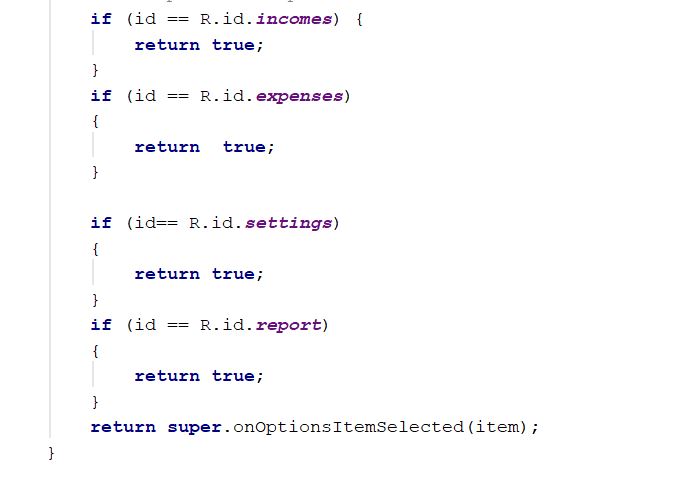 if (id == R.id.incomes) {
return true;
}
if (id == R.id.expenses)
{
return  true;
}
if (id== R.id.settings)
{
return true;
}
if (id == R.id.report)
{
return true;
}
return super.onOptionsItemSelected(item);
}